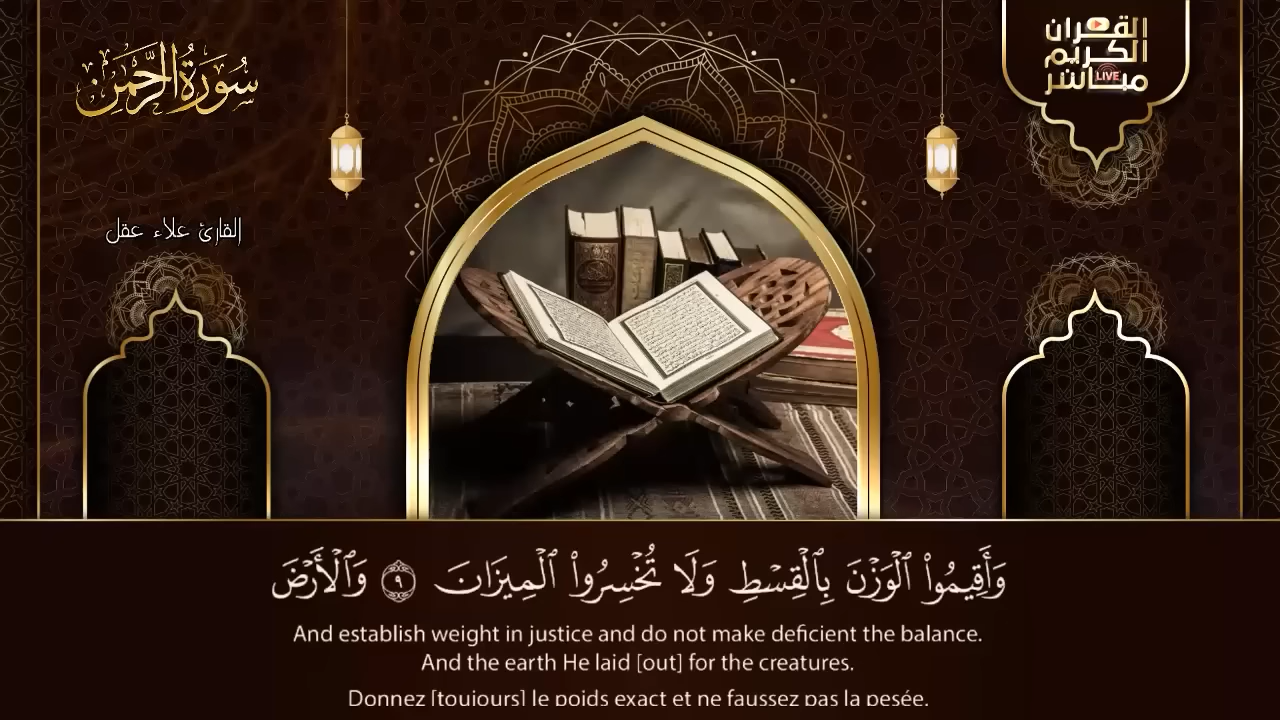 سُورَةُ الرَّحْمَٰن
القرآن
الكريم
مباشر
LIVE
القارئ علاء عقل
وَأَقِيمُوا۟ ٱلْوَزْنَ بِٱلْقِسْطِ وَلَا تُخْسِرُوا۟ ٱلْمِيزَانَ ٩ وَٱلْأَرْضَ
And establish weight in justice and do not make deficient the balance.
And the earth He laid [out] for the creatures.
Donnez [toujours] le poids exact et ne faussez pas la pesée.